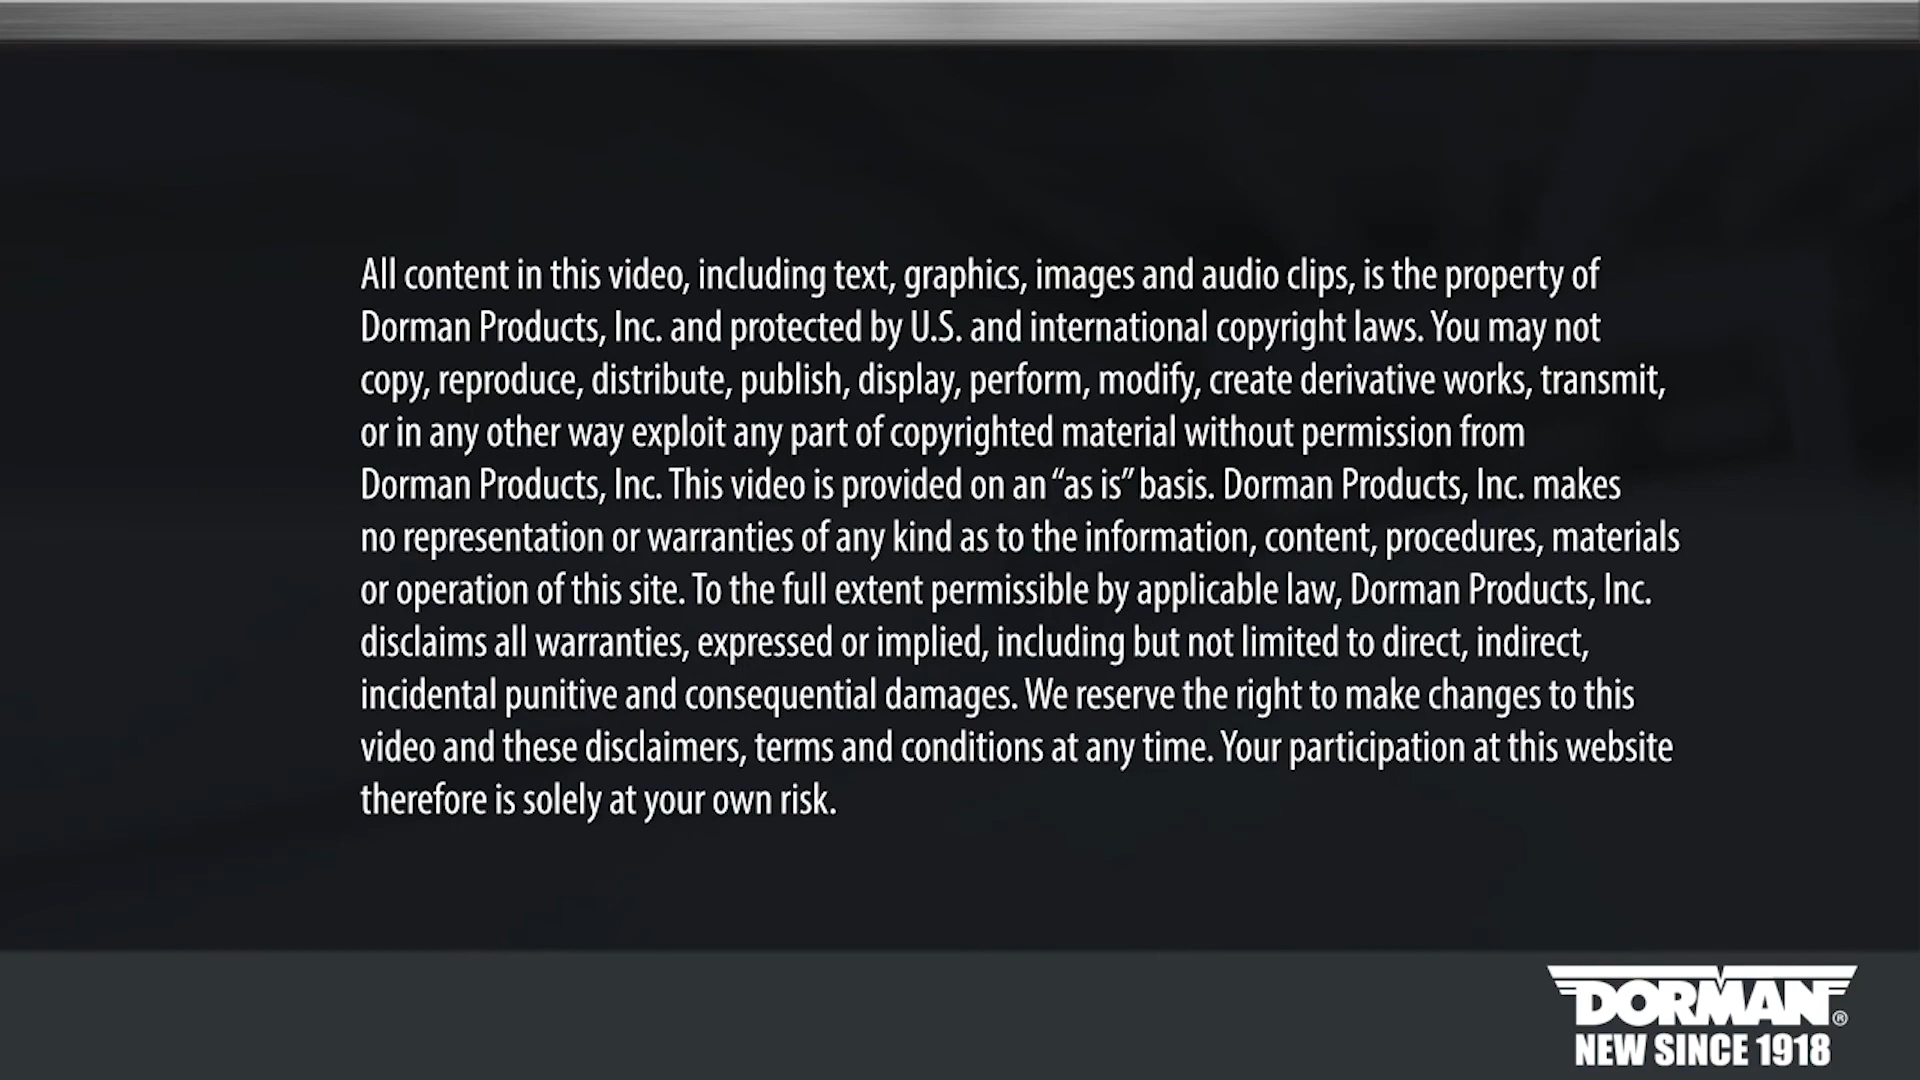 All content in this video, including text, graphics, images and audio clips, is the property of
Dorman Products, Inc. and protected by U.S. and international copyright laws. You may not
copy, reproduce, distribute, publish, display, perform, modify, create derivative works, transmit,
or in any other way exploit any part of copyrighted material without permission from
Dorman Products, Inc. This video is provided on an “as is” basis. Dorman Products, Inc. makes
no representation or warranties of any kind as to the information, content, procedures, materials
or operation of this site. To the full extent permissible by applicable law, Dorman Products, Inc.
disclaims all warranties, expressed or implied, including but not limited to direct, indirect,
incidental punitive and consequential damages. We reserve the right to make changes to this
video and these disclaimers, terms and conditions at any time. Your participation at this website
therefore is solely at your own risk.
DORMAN®
NEW SINCE 1918